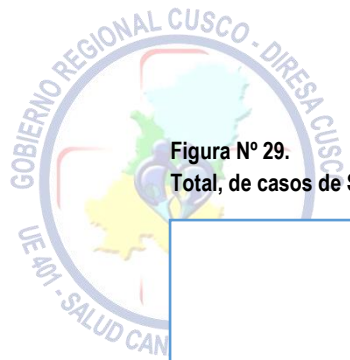 GOBIERNO REGIONAL CUSCO - DIRESA CUSCO
UE 401 - SALUD CAN
Figura Nº 29.
Total, de casos de